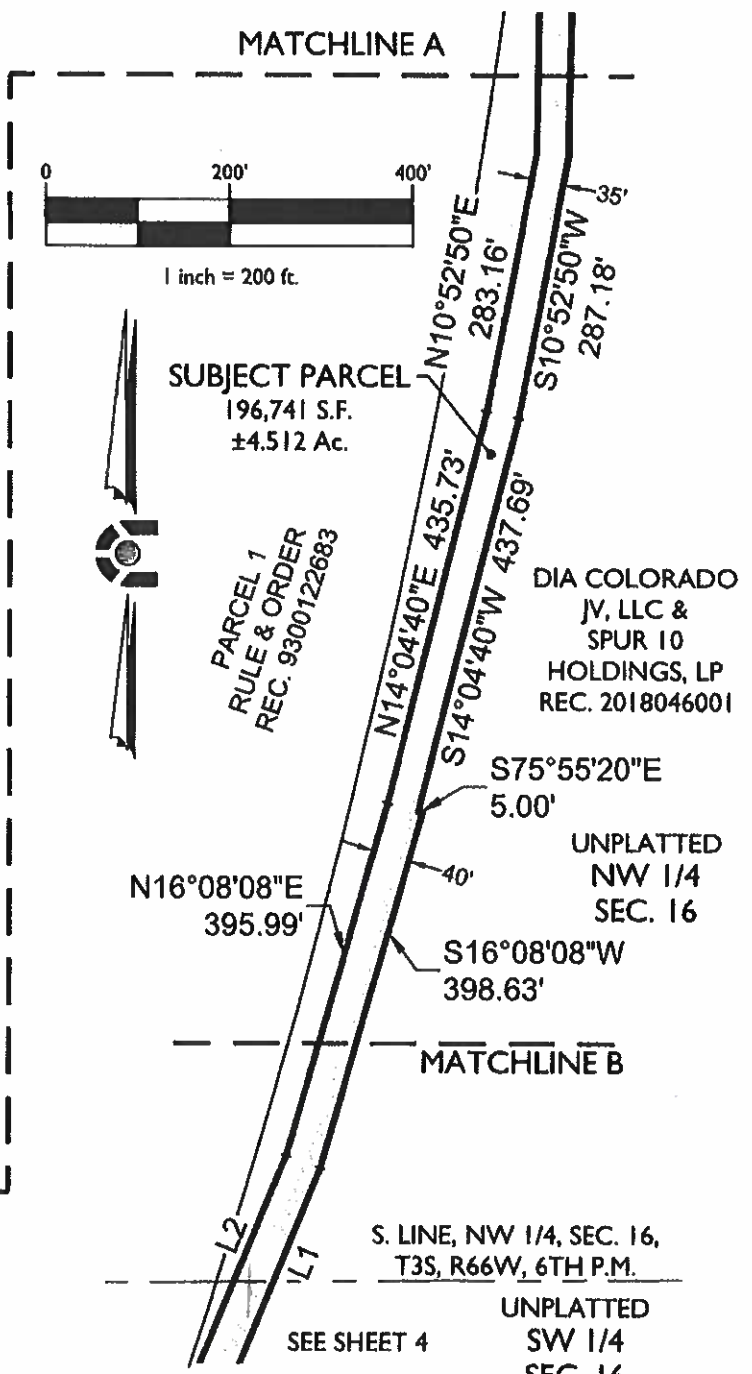 MATCHLINE A
0 200' 400'
1 inch = 200 ft.
35'
N10°52'50"E
283.16'
S10°52'50"W
287.18'
SUBJECT PARCEL
196,741 S.F.
±4.512 Ac.
N14°04'40"E 435.73'
S14°04'40"W 437.69'
PARCEL 1
RULE & ORDER
REC. 9300122683
DIA COLORADO
JV, LLC &
SPUR 10
HOLDINGS, LP
REC. 2018046001
S75°55'20"E
5.00'
UNPLATTED
NW 1/4
SEC. 16
40'
N16°08'08"E
395.99'
S16°08'08"W
398.63'
MATCHLINE B
L2
L1
S. LINE, NW 1/4, SEC. 16,
T3S, R66W, 6TH P.M.
SEE SHEET 4
UNPLATTED
SW 1/4
SEC. 16